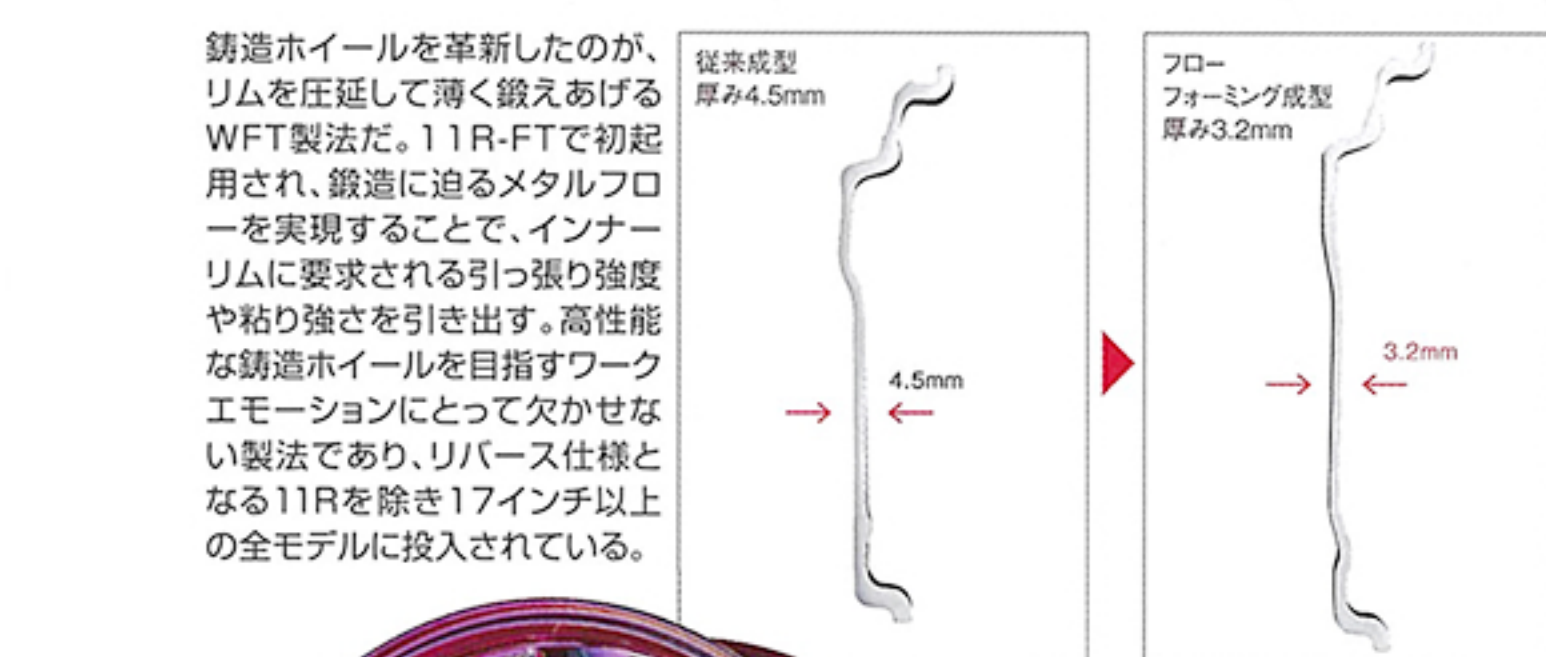 鋳造ホイールを革新したのが、
リムを圧延して薄く鍛えあげる
WFT製法だ。11R-FTで初起
用され、鍛造に迫るメタルフロ
ーを実現することで、インナー
リムに要求される引っ張り強度
や粘り強さを引き出す。高性能
な鋳造ホイールを目指すワーク
エモーションにとって欠かせな
い製法であり、リバース仕様と
なる11Rを除き17インチ以上
の全モデルに投入されている。
従来成型
厚み4.5mm
4.5mm
フロー
フォーミング成型
厚み3.2mm
3.2mm